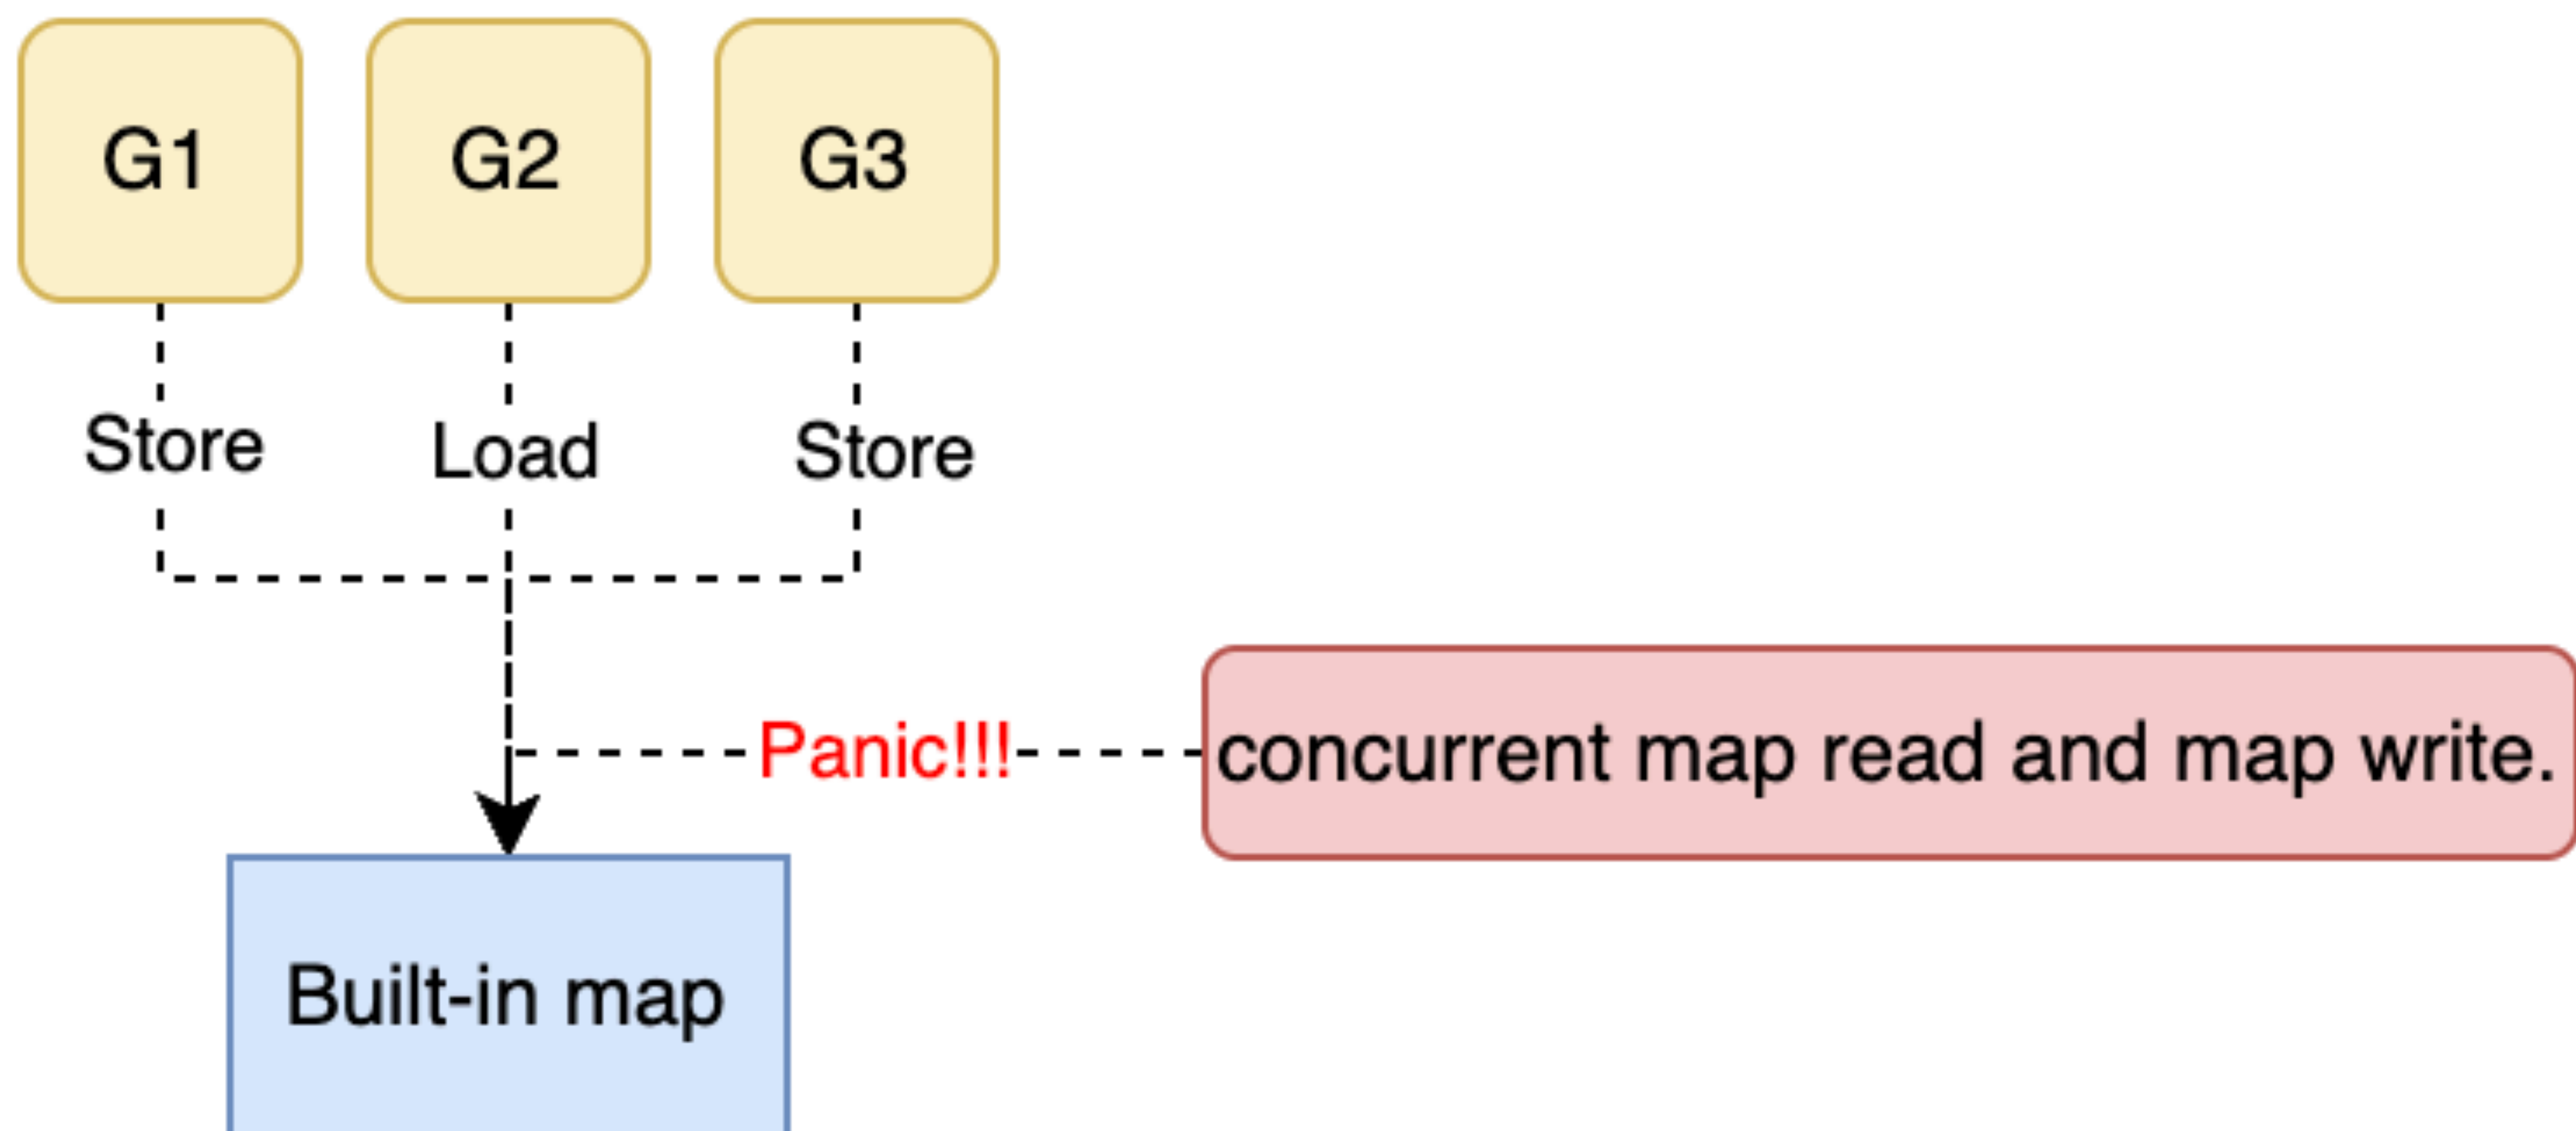 G1
G2
G3
Store
Load
Store
Panic!!!
concurrent map read and map write.
Built-in map